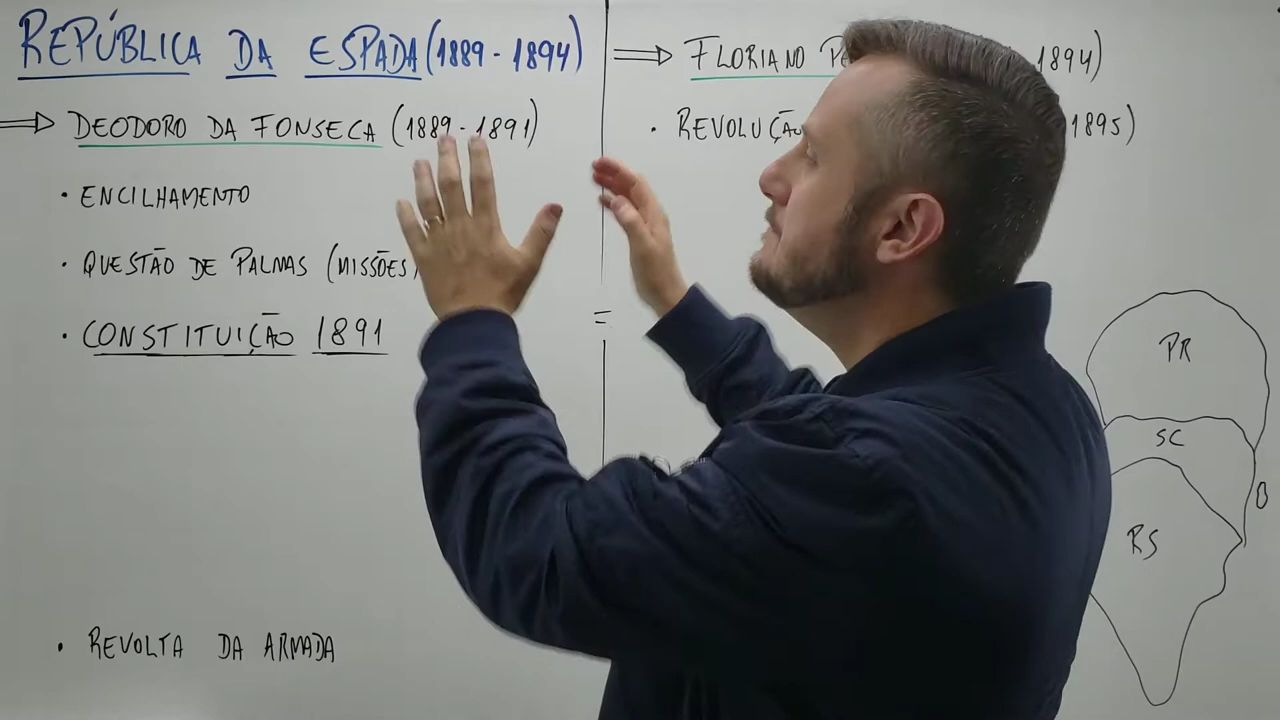 REPÚBLICA DA ESPADA (1889 - 1894)
⇒ DEODORO DA FONSECA (1889 - 1891)
• ENCILHAMENTO
• QUESTÃO DE PALMAS (MISSÕES)
• CONSTITUIÇÃO 1891
• REVOLTA DA ARMADA
⇒ FLORIANO 1894)
• REVOLUÇÃO 1895)
=
PR
SC
RS